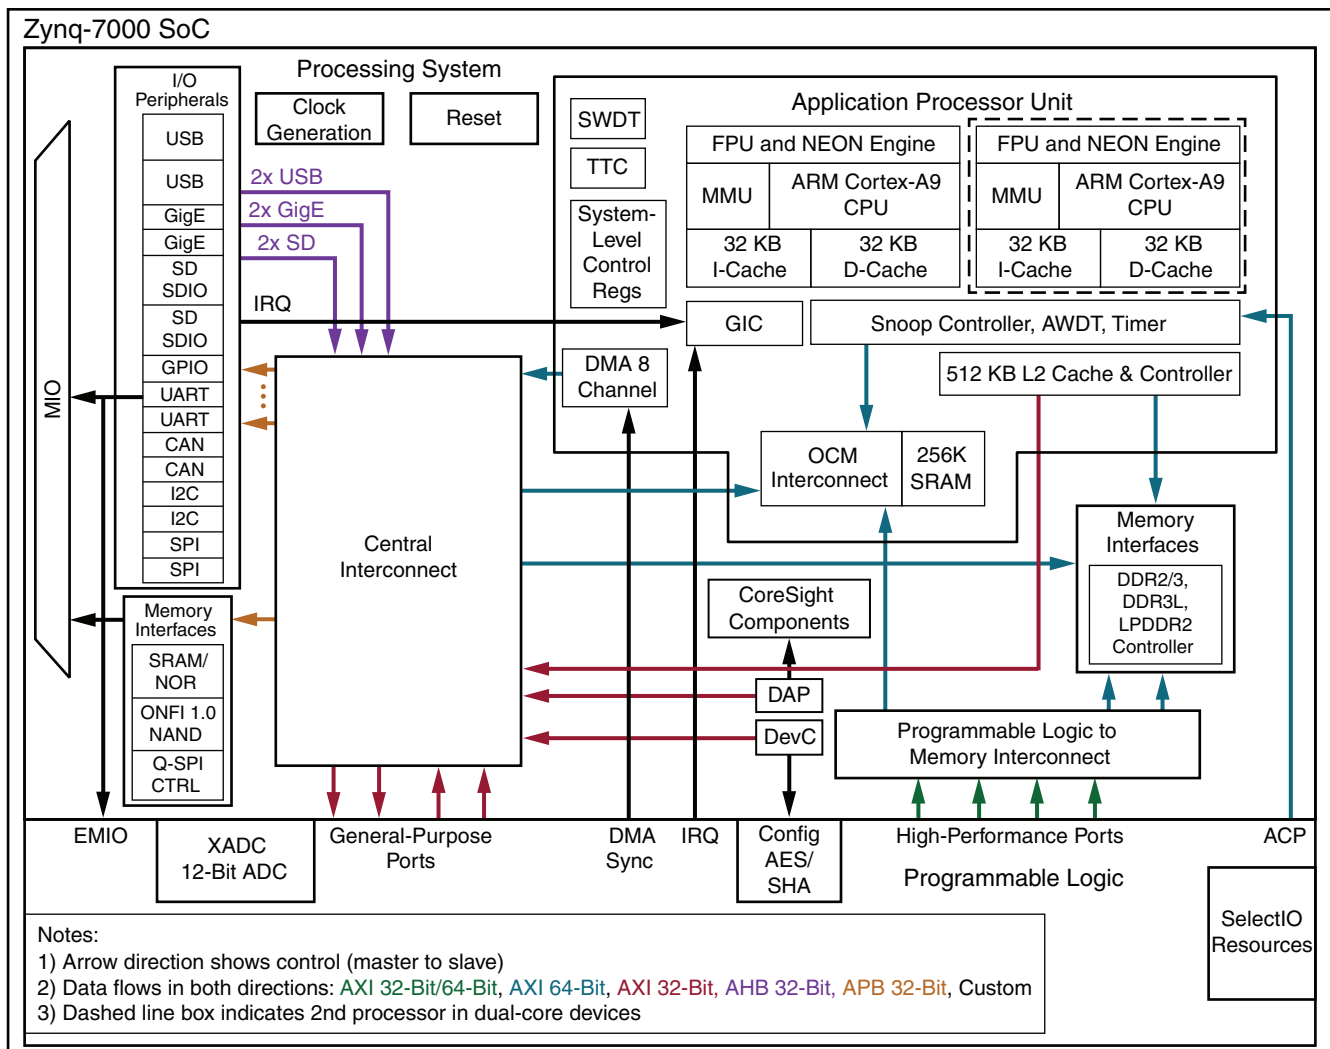 Zynq-7000 SoC
Processing System
I/O
Peripherals
USB
USB
GigE
GigE
SD
SDIO
SD
SDIO
GPIO
UART
UART
CAN
CAN
I2C
I2C
SPI
SPI
MIO
Clock
Generation
Reset
2x USB
2x GigE
2x SD
IRQ
Application Processor Unit
SWDT
TTC
System-
Level
Control
Regs
FPU and NEON Engine
MMU
ARM Cortex-A9
CPU
32 KB
I-Cache
32 KB
D-Cache
FPU and NEON Engine
MMU
ARM Cortex-A9
CPU
32 KB
I-Cache
32 KB
D-Cache
GIC
Snoop Controller, AWDT, Timer
DMA 8
Channel
512 KB L2 Cache & Controller
OCM
Interconnect
256K
SRAM
Central
Interconnect
Memory
Interfaces
DDR2/3,
DDR3L,
LPDDR2
Controller
CoreSight
Components
DAP
DevC
Programmable Logic to
Memory Interconnect
Memory
Interfaces
SRAM/
NOR
ONFI 1.0
NAND
Q-SPI
CTRL
EMIO
XADC
12-Bit ADC
General-Purpose
Ports
DMA
Sync
IRQ
Config
AES/
SHA
High-Performance Ports
ACP
Programmable Logic
SelectIO
Resources
Notes:
1) Arrow direction shows control (master to slave)
2) Data flows in both directions: AXI 32-Bit/64-Bit, AXI 64-Bit, AXI 32-Bit, AHB 32-Bit, APB 32-Bit, Custom
3) Dashed line box indicates 2nd processor in dual-core devices